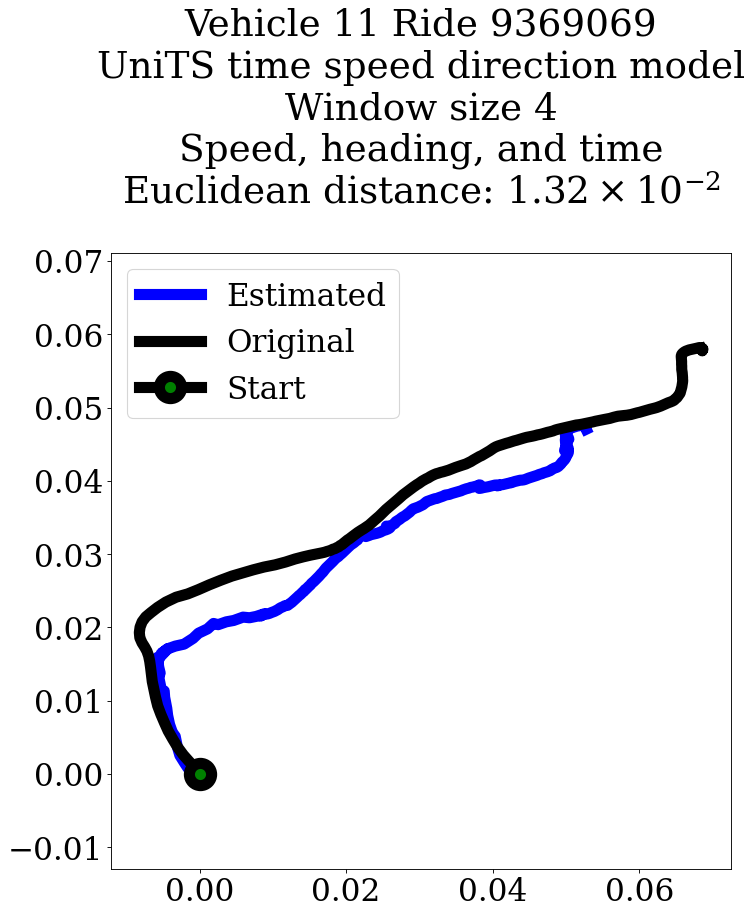 Vehicle 11 Ride 9369069
UniTS time speed direction model
Window size 4
Speed, heading, and time
Euclidean distance: 1.32 × 10⁻²
0.07
0.06
0.05
0.04
0.03
0.02
0.01
0.00
−0.01
Estimated
Original
Start
0.00 0.02 0.04 0.06